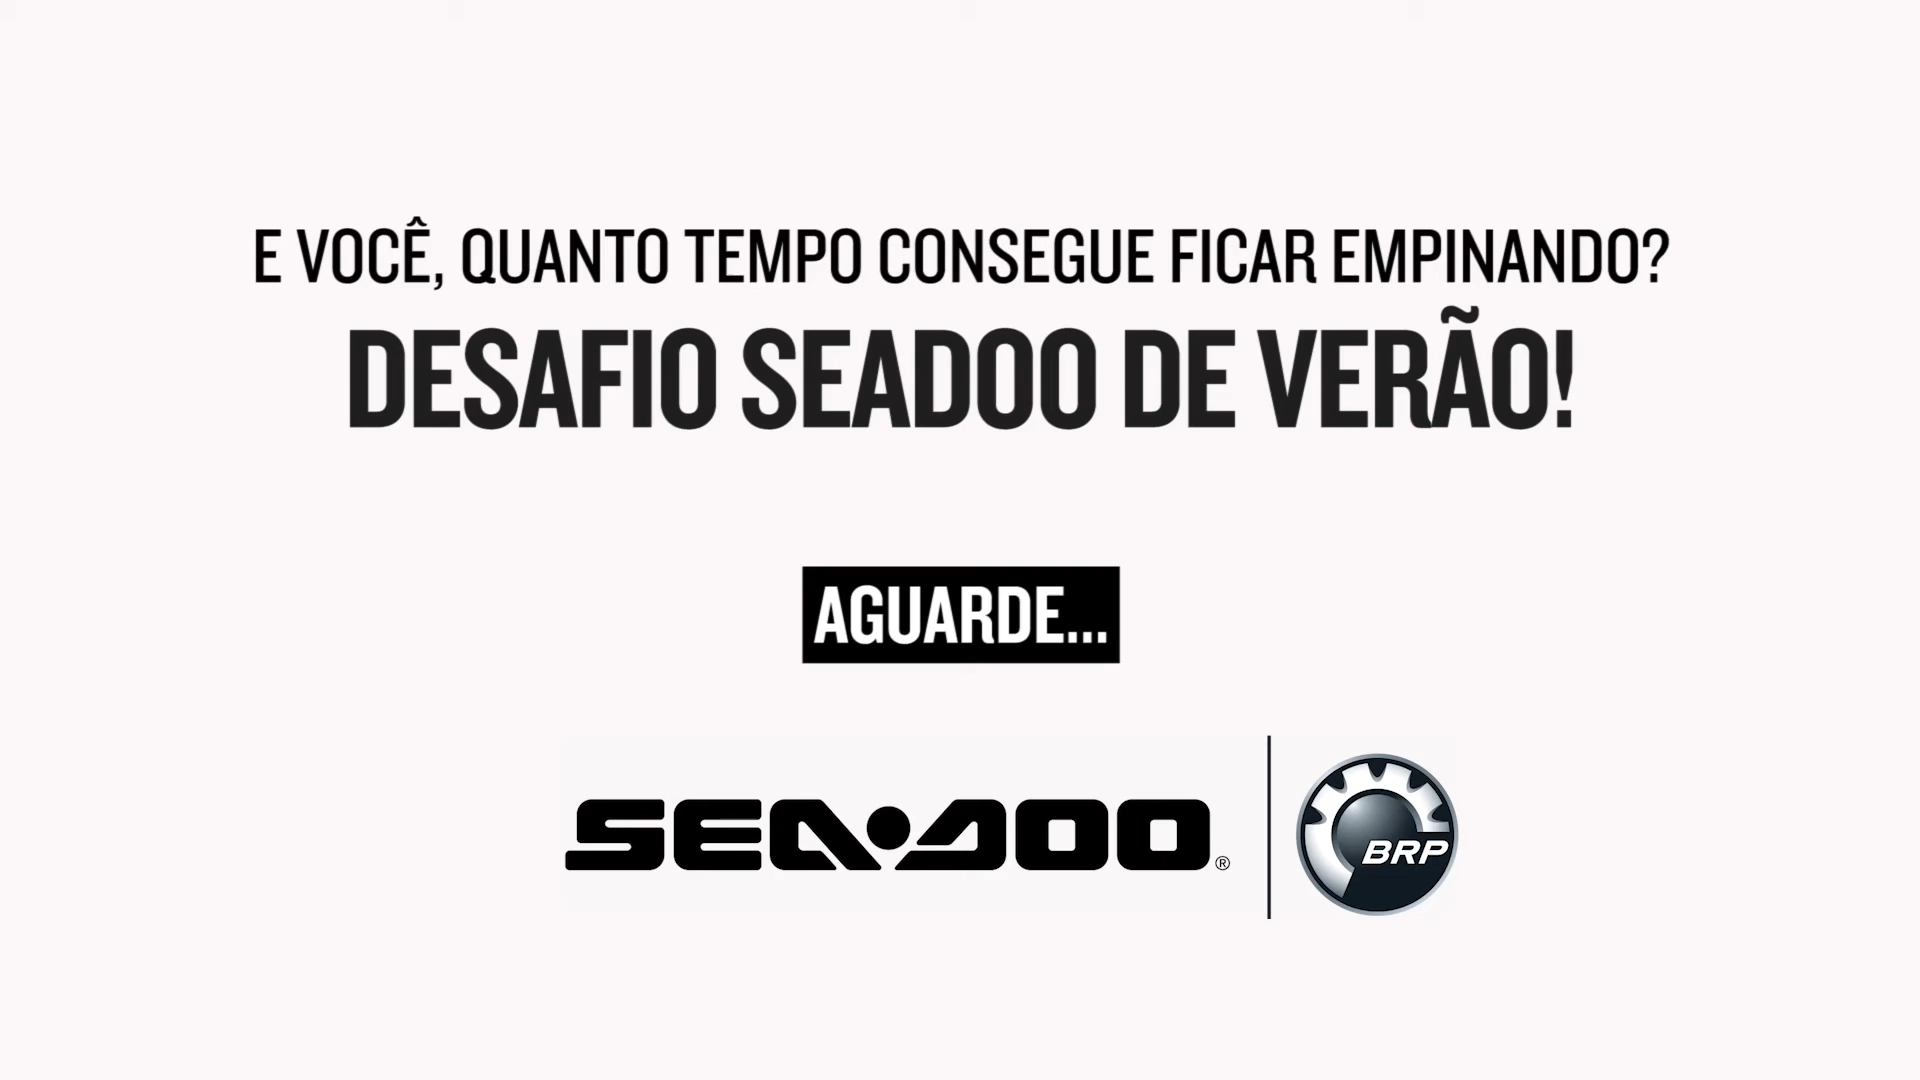 E VOCÊ, QUANTO TEMPO CONSEGUE FICAR EMPINANDO?
DESAFIO SEADOO DE VERÃO!
AGUARDE...
SEA-DOO®
BRP